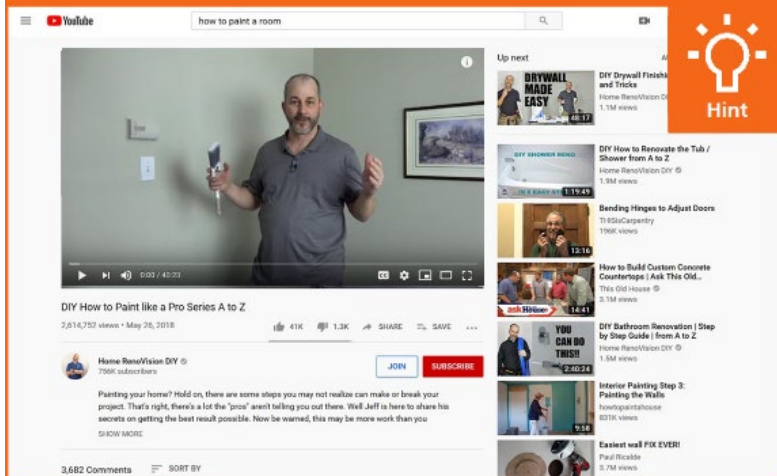 YouTube
how to paint a room
Hint
Up next
DRYWALL
MADE
EASY
48:17
DIY Drywall Finishi
and Tricks
Home RenoVision DI
1.1M views
DIY SHOWER RENO
1:19:49
DIY How to Renovate the Tub /
Shower from A to Z
Home RenoVision DIY
1.9M views
13:16
Bending Hinges to Adjust Doors
THISisCarpentry
196K views
ask House
14:41
How to Build Custom Concrete
Countertops | Ask This Old...
This Old House
3.1M views
YOU
CAN DO
THIS!!
2:40:24
DIY Bathroom Renovation | Step
by Step Guide | from A to Z
Home RenoVision DIY
1.5M views
9:58
Interior Painting Step 3:
Painting the Walls
howtopaintahouse
831K views
Easiest wall FIX EVER!
Paul Ricalde
3.7M views
0:00 / 40:23
CC
DIY How to Paint like a Pro Series A to Z
2,614,752 views • May 26, 2018
41K 1.3K SHARE SAVE ...
Home RenoVision DIY
756K subscribers
JOIN SUBSCRIBE
Painting your home? Hold on, there are some steps you may not realize can make or break your
project. That's right, there's a lot the "pros" aren't telling you out there. Well Jeff is here to share his
secrets on getting the best result possible. Now be warned, this may be more work than you
SHOW MORE
3,682 Comments SORT BY